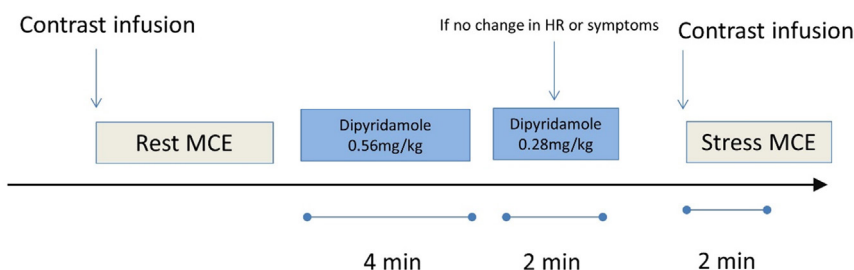 Contrast infusion
If no change in HR or symptoms
Contrast infusion
Rest MCE
Dipyridamole
0.56mg/kg
Dipyridamole
0.28mg/kg
Stress MCE
4 min
2 min
2 min